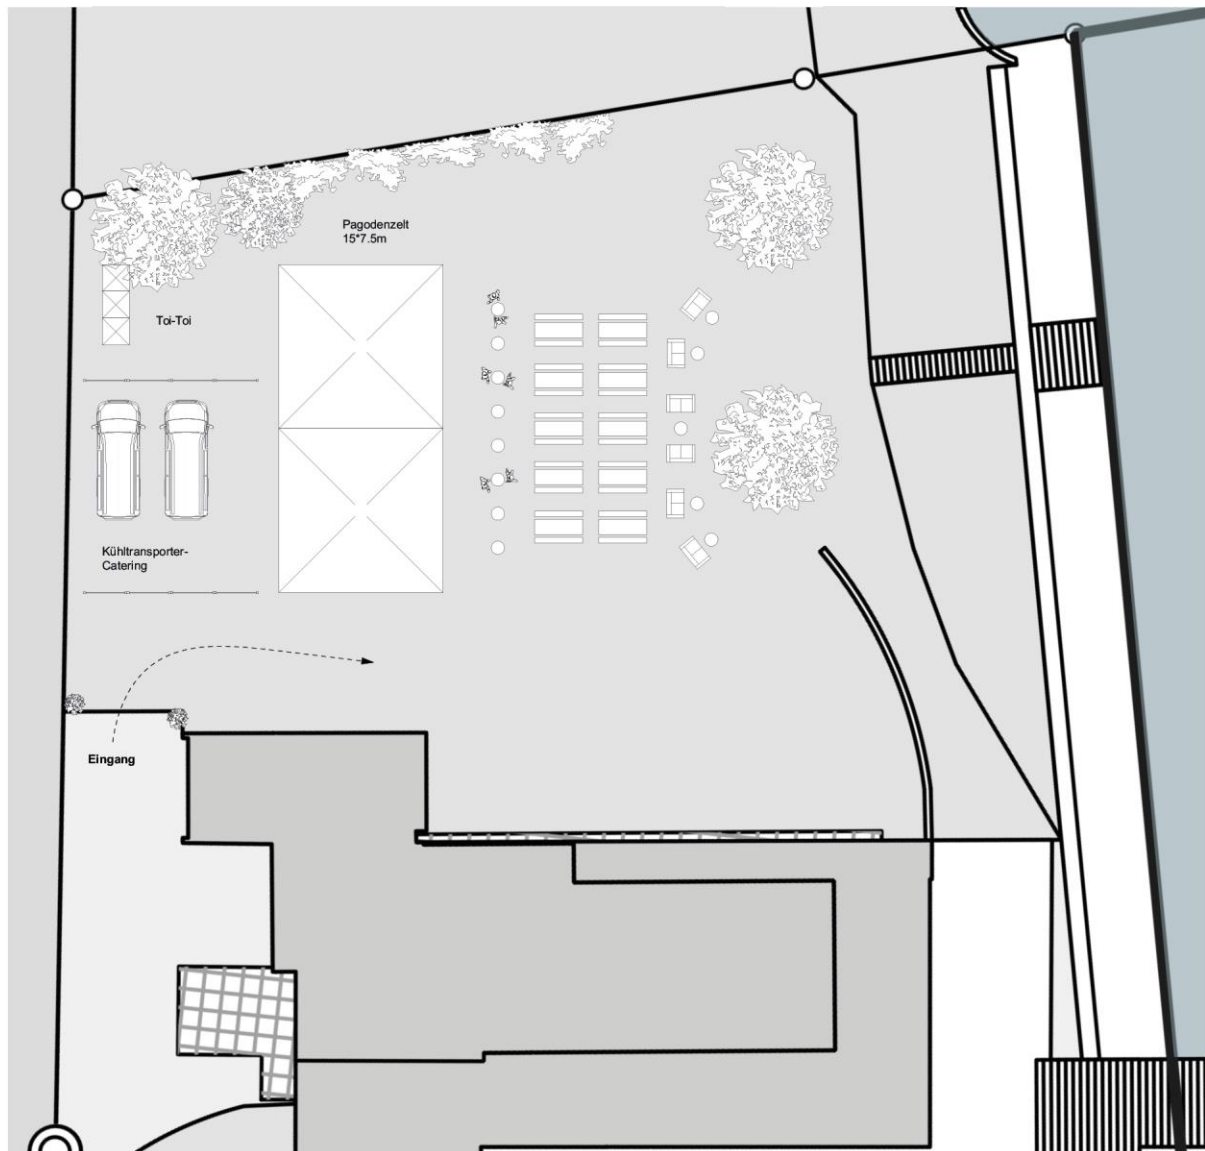 Pagodenzelt
15*7.5m
Toi-Toi
Kühltransporter-
Catering
Eingang